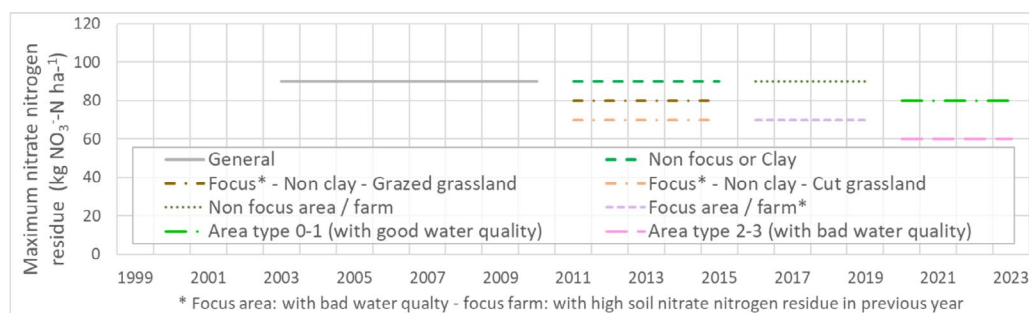 Maximum nitrate nitrogen
residue (kg NO3--N ha-1)
120
100
80
60
40
20
0
General
Non focus or Clay
Focus* - Non clay - Grazed grassland
Focus* - Non clay - Cut grassland
Non focus area / farm
Focus area / farm*
Area type 0-1 (with good water quality)
Area type 2-3 (with bad water quality)
1999 2001 2003 2005 2007 2009 2011 2013 2015 2017 2019 2021 2023
* Focus area: with bad water qualty - focus farm: with high soil nitrate nitrogen residue in previous year